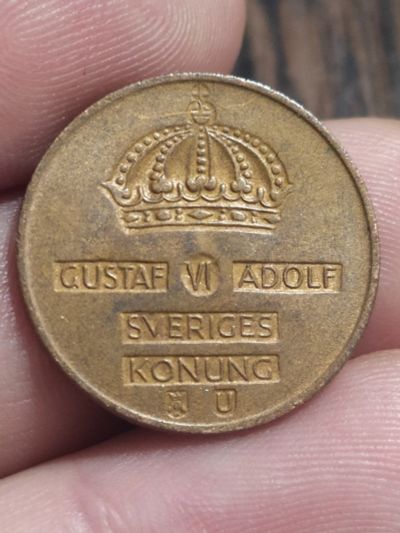 GUSTAF VI ADOLF
SVERIGES
KONUNG
U